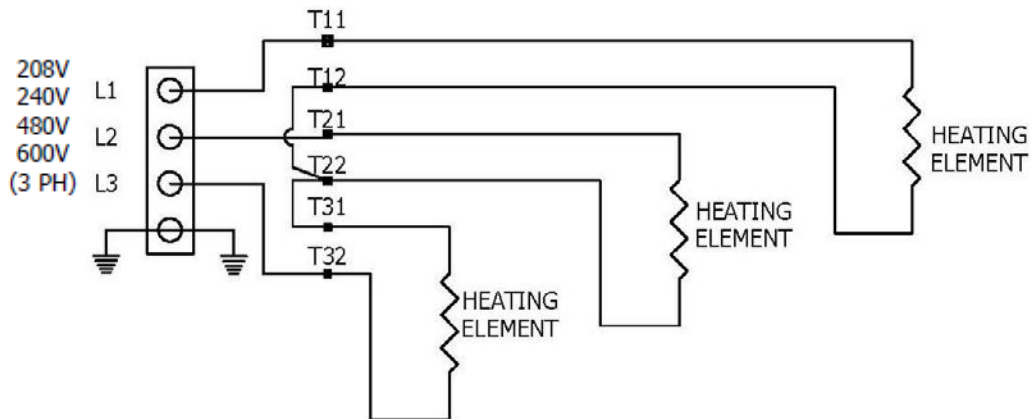 T11
208V
240V
L1
T12
480V
L2
T21
600V
(3 PH)
L3
T22
T31
T32
HEATING
ELEMENT
HEATING
ELEMENT
HEATING
ELEMENT